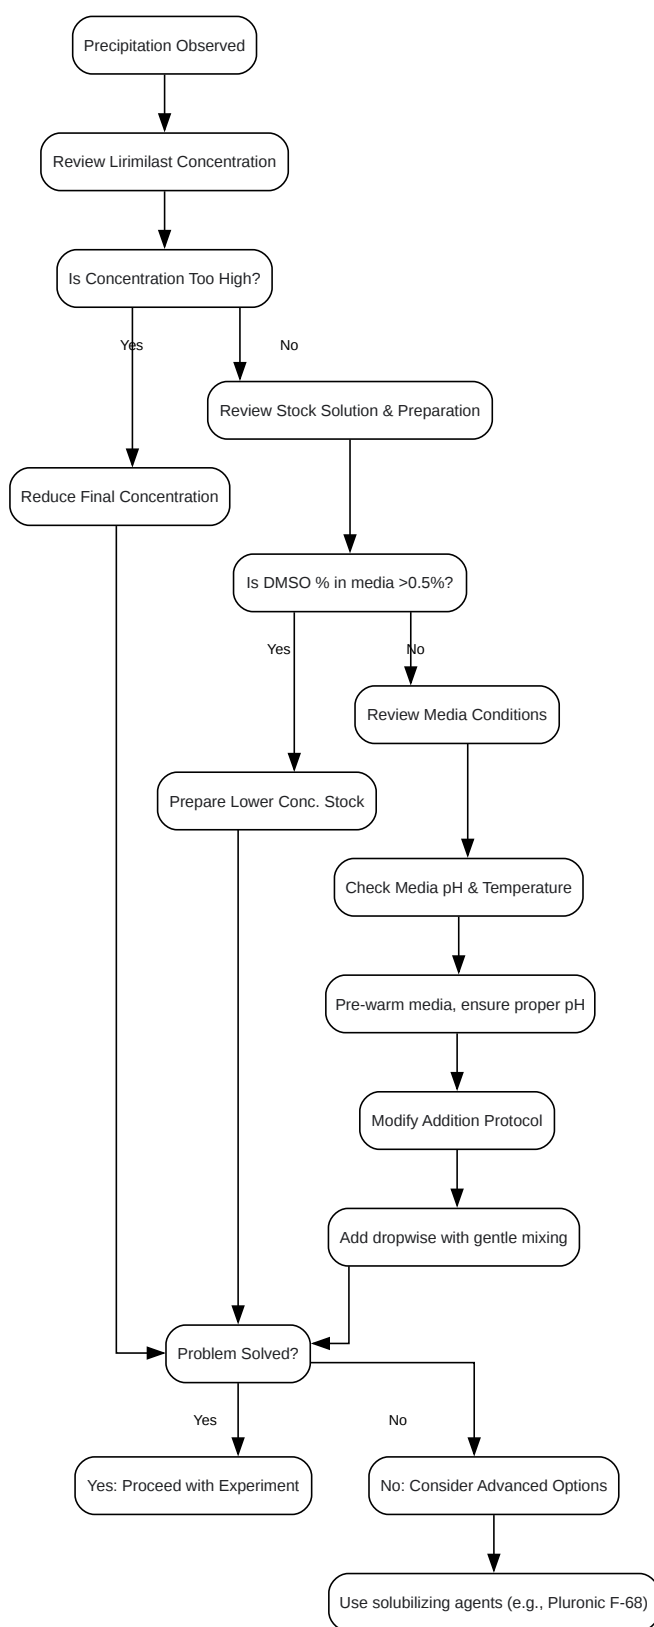 Precipitation Observed
Review Lirimilast Concentration
Is Concentration Too High?
Yes
No
Review Stock Solution & Preparation
Reduce Final Concentration
Is DMSO % in media >0.5%?
Yes
No
Review Media Conditions
Prepare Lower Conc. Stock
Check Media pH & Temperature
Pre-warm media, ensure proper pH
Modify Addition Protocol
Add dropwise with gentle mixing
Problem Solved?
Yes
No
Yes: Proceed with Experiment
No: Consider Advanced Options
Use solubilizing agents (e.g., Pluronic F-68)